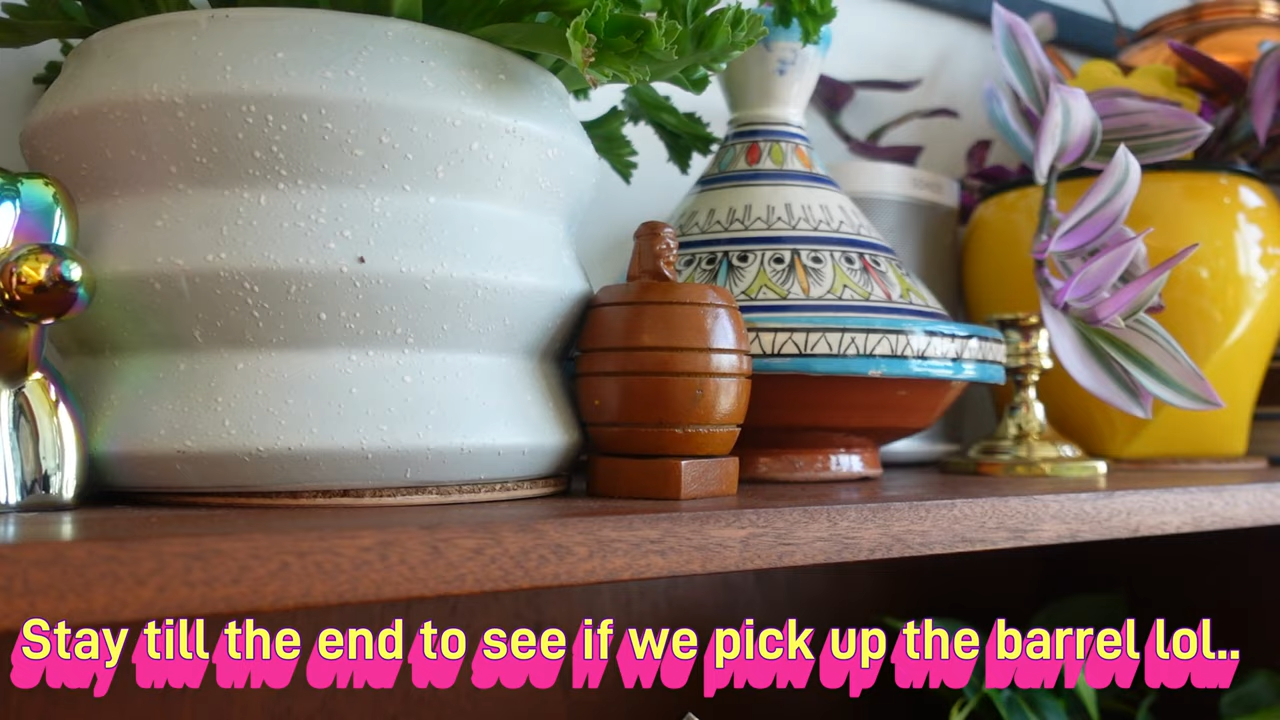 Stay till the end to see if we pick up the barrel lol..